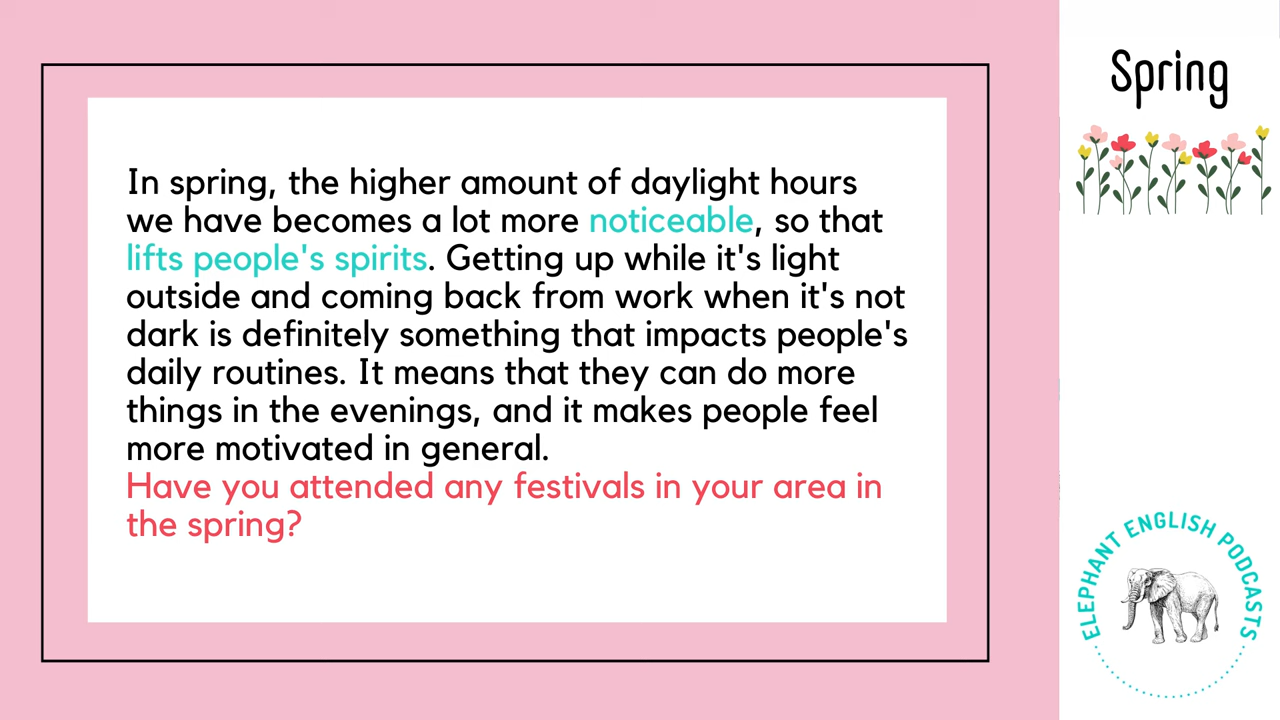 In spring, the higher amount of daylight hours
we have becomes a lot more noticeable, so that
lifts people's spirits. Getting up while it's light
outside and coming back from work when it's not
dark is definitely something that impacts people's
daily routines. It means that they can do more
things in the evenings, and it makes people feel
more motivated in general.
Have you attended any festivals in your area in
the spring?
Spring
ELEPHANT ENGLISH PODCASTS